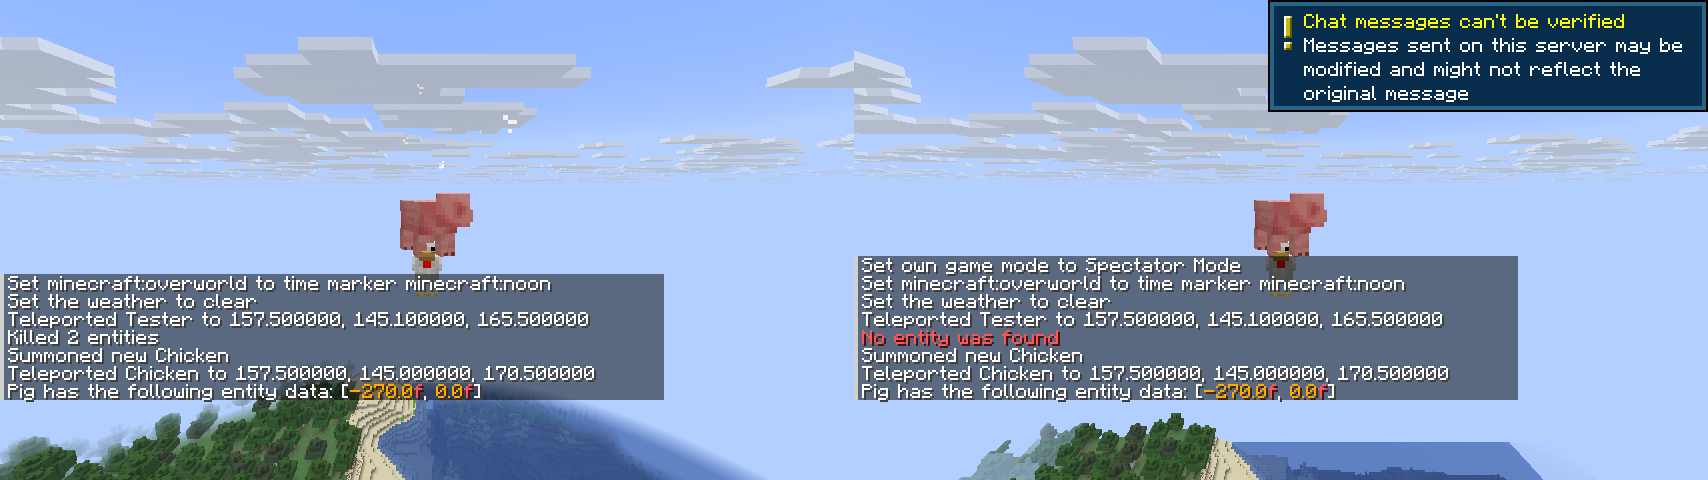 Chat messages can't be verified
Messages sent on this server may be
modified and might not reflect the
original message
Set minecraft:overworld to time marker minecraft:noon
Set the weather to clear
Teleported Tester to 157.500000, 145.100000, 165.500000
Killed 2 entities
Summoned new Chicken
Teleported Chicken to 157.500000, 145.000000, 170.500000
Pig has the following entity data: [-270.0f, 0.0f]
Set own game mode to Spectator Mode
Set minecraft:overworld to time marker minecraft:noon
Set the weather to clear
Teleported Tester to 157.500000, 145.100000, 165.500000
No entity was found
Summoned new Chicken
Teleported Chicken to 157.500000, 145.000000, 170.500000
Pig has the following entity data: [-270.0f, 0.0f]